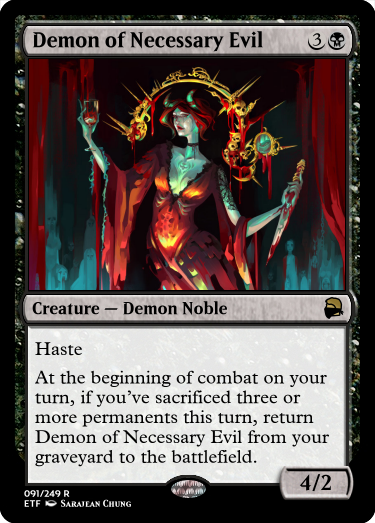 Demon of Necessary Evil 3
Creature — Demon Noble
Haste
At the beginning of combat on your
turn, if you've sacrificed three or
more permanents this turn, return
Demon of Necessary Evil from your
graveyard to the battlefield.
4/2
091/249 R
ETF SARAJEAN CHUNG